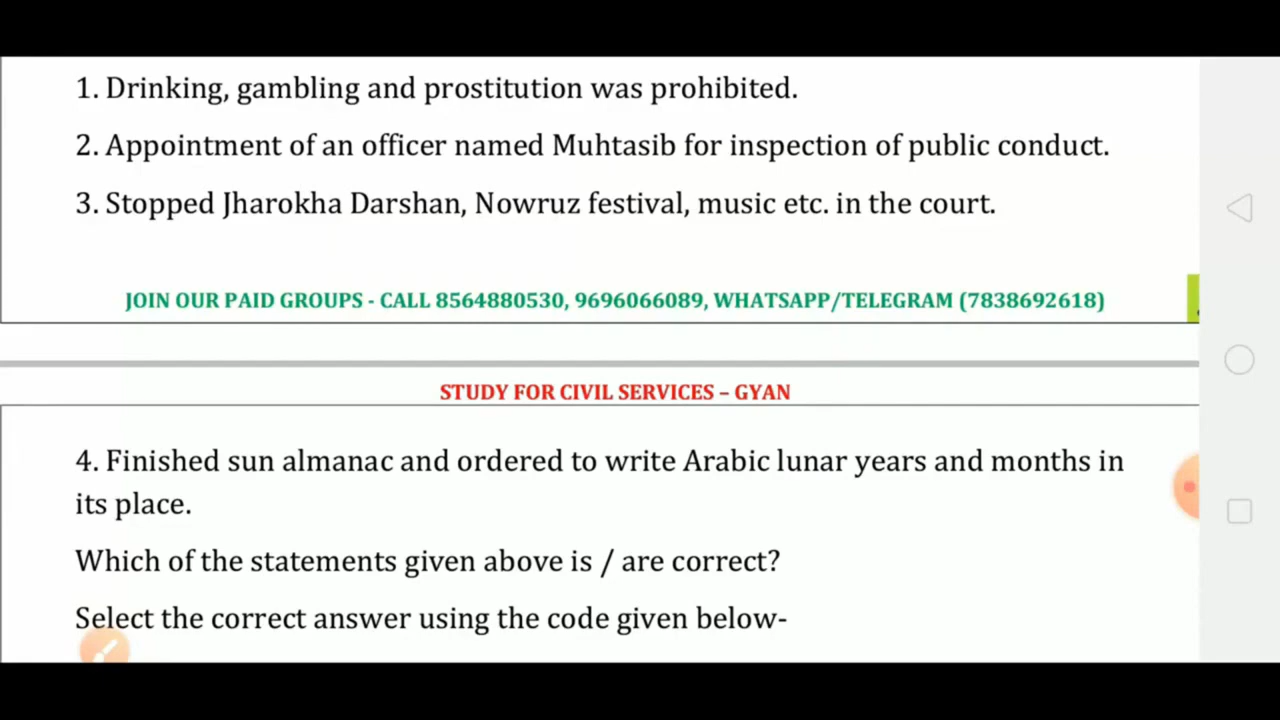 1. Drinking, gambling and prostitution was prohibited.
2. Appointment of an officer named Muhtasib for inspection of public conduct.
3. Stopped Jharokha Darshan, Nowruz festival, music etc. in the court.
JOIN OUR PAID GROUPS - CALL 8564880530, 9696066089, WHATSAPP/TELEGRAM (7838692618)
STUDY FOR CIVIL SERVICES – GYAN
4. Finished sun almanac and ordered to write Arabic lunar years and months in
its place.
Which of the statements given above is / are correct?
Select the correct answer using the code given below-